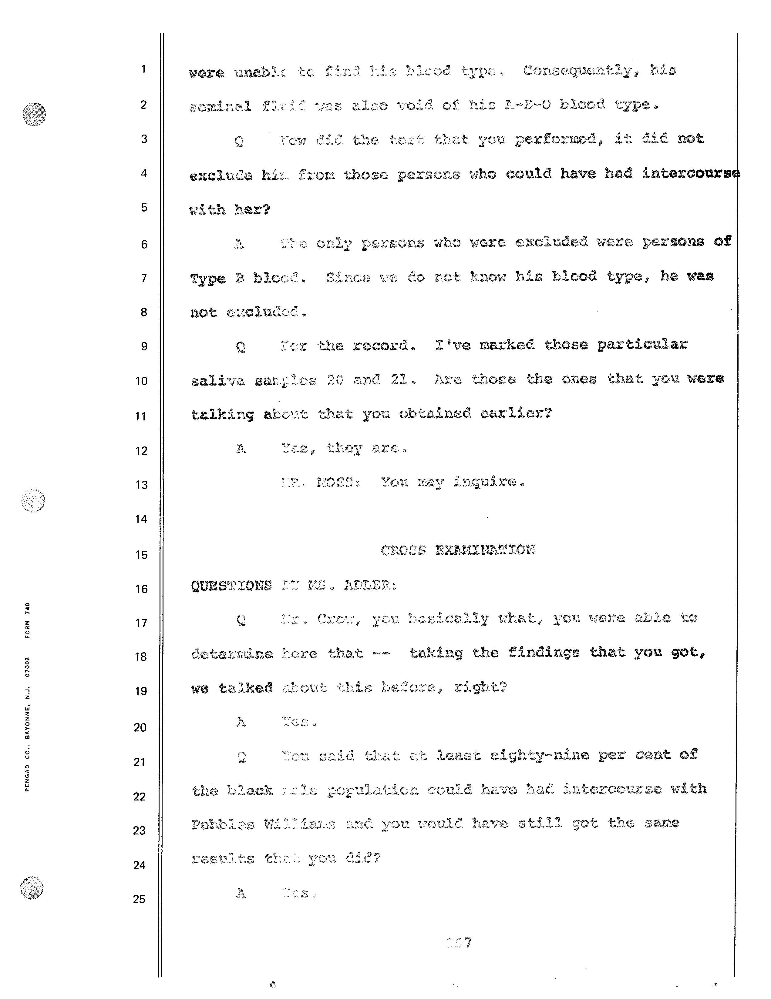 1 were unable to find his blood type. Consequently, his
2 seminal fluid was also void of his A-B-O blood type.
3 Q Now did the test that you performed, it did not
4 exclude him from those persons who could have had intercourse
5 with her?
6 A The only persons who were excluded were persons of
7 Type B blood. Since we do not know his blood type, he was
8 not excluded.
9 Q For the record. I've marked those particular
10 saliva samples 20 and 21. Are those the ones that you were
11 talking about that you obtained earlier?
12 A Yes, they are.
13 MR. MOSS: You may inquire.
14
15 CROSS EXAMINATION
16 QUESTIONS BY MS. ADLER:
17 Q Mr. Crow, you basically what, you were able to
18 determine here that -- taking the findings that you got,
19 we talked about this before, right?
20 A Yes.
21 Q You said that at least eighty-nine per cent of
22 the black male population could have had intercourse with
23 Pebbles Williams and you would have still got the same
24 results that you did?
25 A Yes.
PENGAD CO., BAYONNE, N.J. 07002 FORM 740